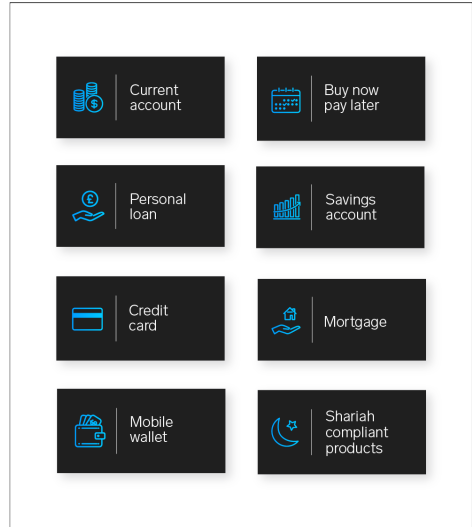 Current
account
Buy now
pay later
Personal
loan
Savings
account
Credit
card
Mortgage
Mobile
wallet
Shariah
compliant
products
$
£